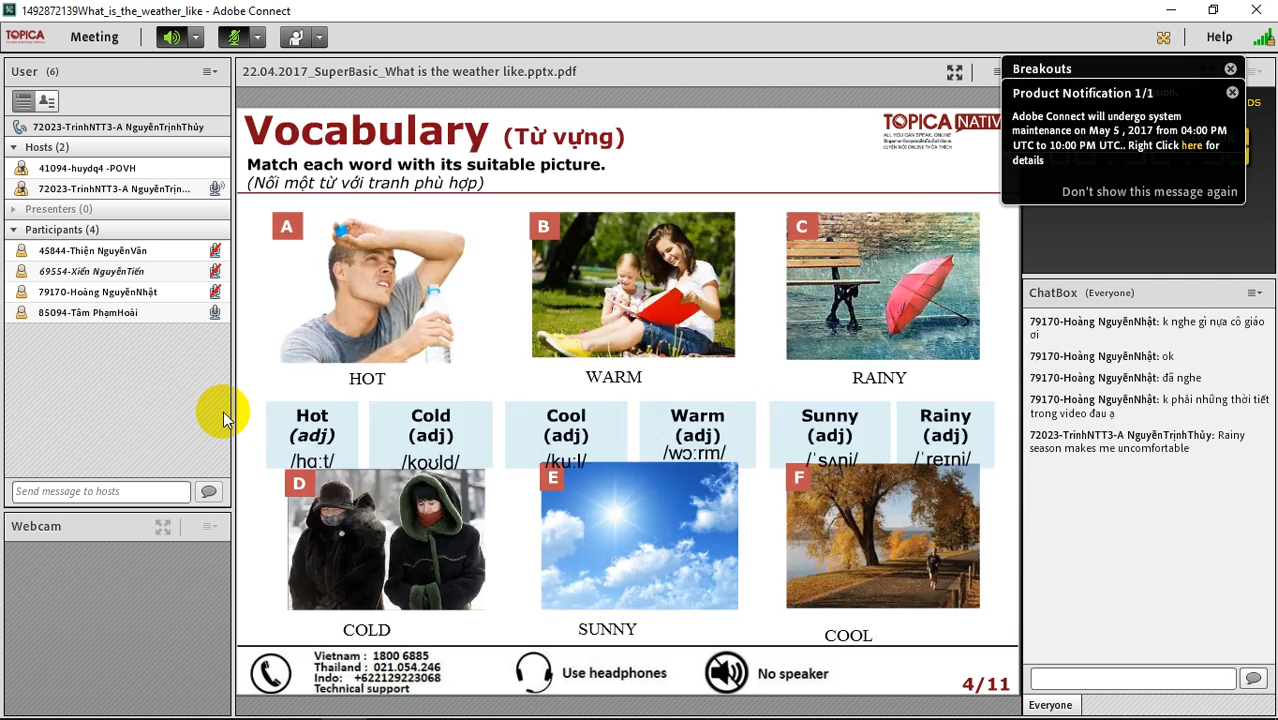 1492872139What_is_the_weather_like - Adobe Connect
TOPICA
Meeting
Help
User (6)
72023-TrinhNTT3-A NguyễnTrịnhThủy
Hosts (2)
41094-huydq4 -POVH
72023-TrinhNTT3-A NguyễnTrịn...
Presenters (0)
Participants (4)
45844-Thiện NguyễnVăn
69554-Xiến NguyễnTiến
79170-Hoàng NguyễnNhật
85094-Tâm PhạmHoài
Send message to hosts
Webcam
22.04.2017_SuperBasic_What is the weather like.pptx.pdf
Vocabulary (Từ vựng)
Match each word with its suitable picture.
(Nối một từ với tranh phù hợp)
TOPICA NATIV
A
B
C
HOT
WARM
RAINY
Hot
(adj)
/hɑːt/
Cold
(adj)
/koʊld/
Cool
(adj)
/kuːl/
Warm
(adj)
/wɔːrm/
Sunny
(adj)
/ˈsʌni/
Rainy
(adj)
/ˈreɪni/
D
E
F
COLD
SUNNY
COOL
Vietnam : 1800 6885
Thailand : 021.054.246
Indo: +622129223068
Technical support
Use headphones
No speaker
4/11
Breakouts
Product Notification 1/1
Adobe Connect will undergo system
maintenance on May 5 , 2017 from 04:00 PM
UTC to 10:00 PM UTC.. Right Click here for
details
Don't show this message again
ChatBox (Everyone)
79170-Hoàng NguyễnNhật: k nghe gì nựa cô giáo
ơi
79170-Hoàng NguyễnNhật: ok
79170-Hoàng NguyễnNhật: đã nghe
79170-Hoàng NguyễnNhật: k phải những thời tiết
trong video đau ạ
72023-TrinhNTT3-A NguyễnTrịnhThủy: Rainy
season makes me uncomfortable
Everyone